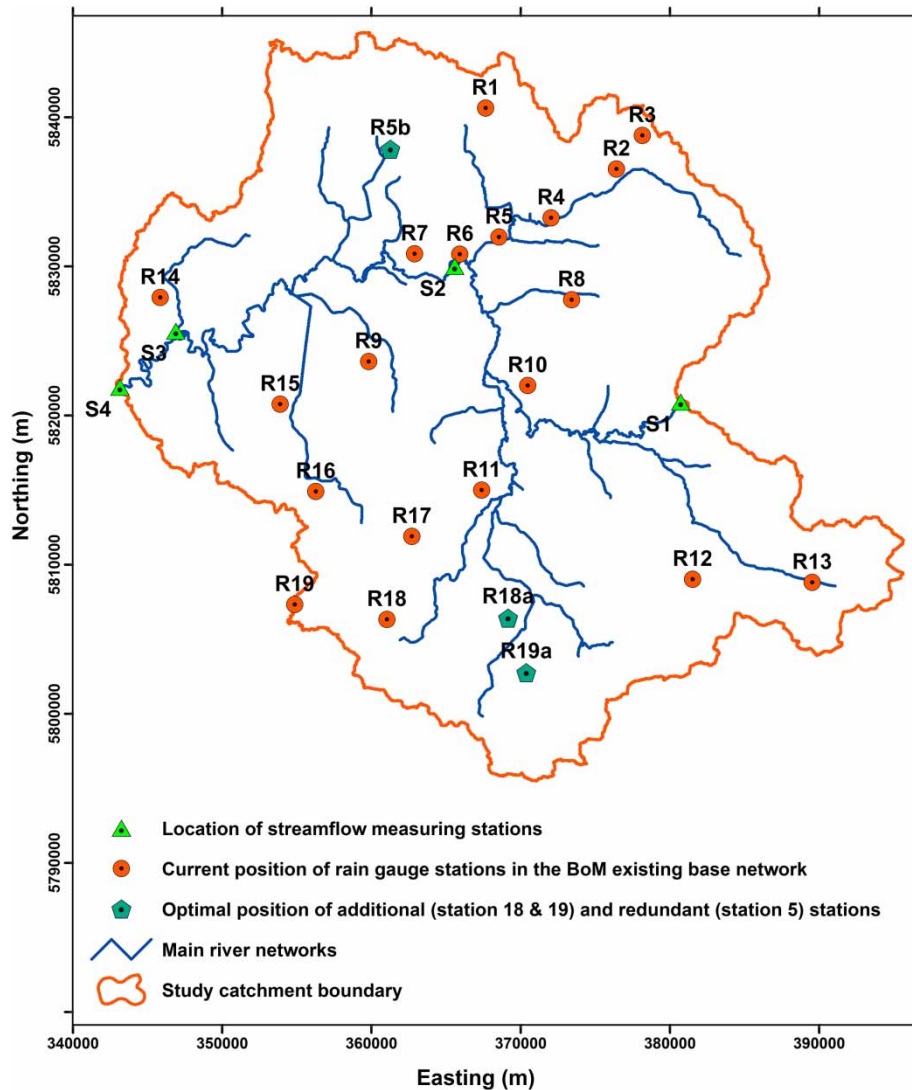 R1
R3
R5b
R2
R4
R5
R7
R6
S2
R14
R8
S3
R9
R10
R15
S4
S1
R11
R16
R17
R12
R13
R19
R18
R18a
R19a
5840000
5830000
5820000
5810000
5800000
5790000
Northing (m)
Location of streamflow measuring stations
Current position of rain gauge stations in the BoM existing base network
Optimal position of additional (station 18 & 19) and redundant (station 5) stations
Main river networks
Study catchment boundary
340000 350000 360000 370000 380000 390000
Easting (m)